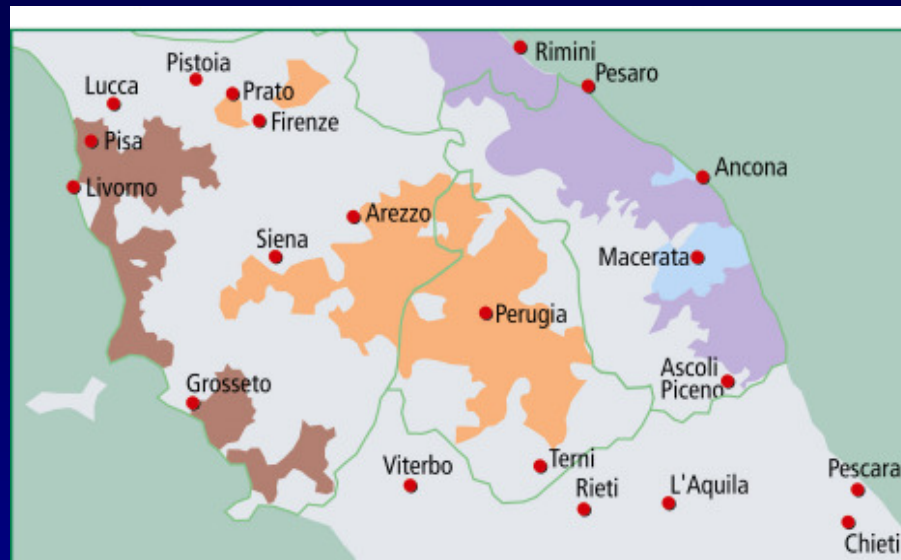 Rimini
Pistoia
Pesaro
Lucca
Prato
Firenze
Pisa
Ancona
Livorno
Arezzo
Siena
Macerata
Perugia
Ascoli
Piceno
Grosseto
Viterbo
Terni
Pescara
Rieti
L'Aquila
Chieti